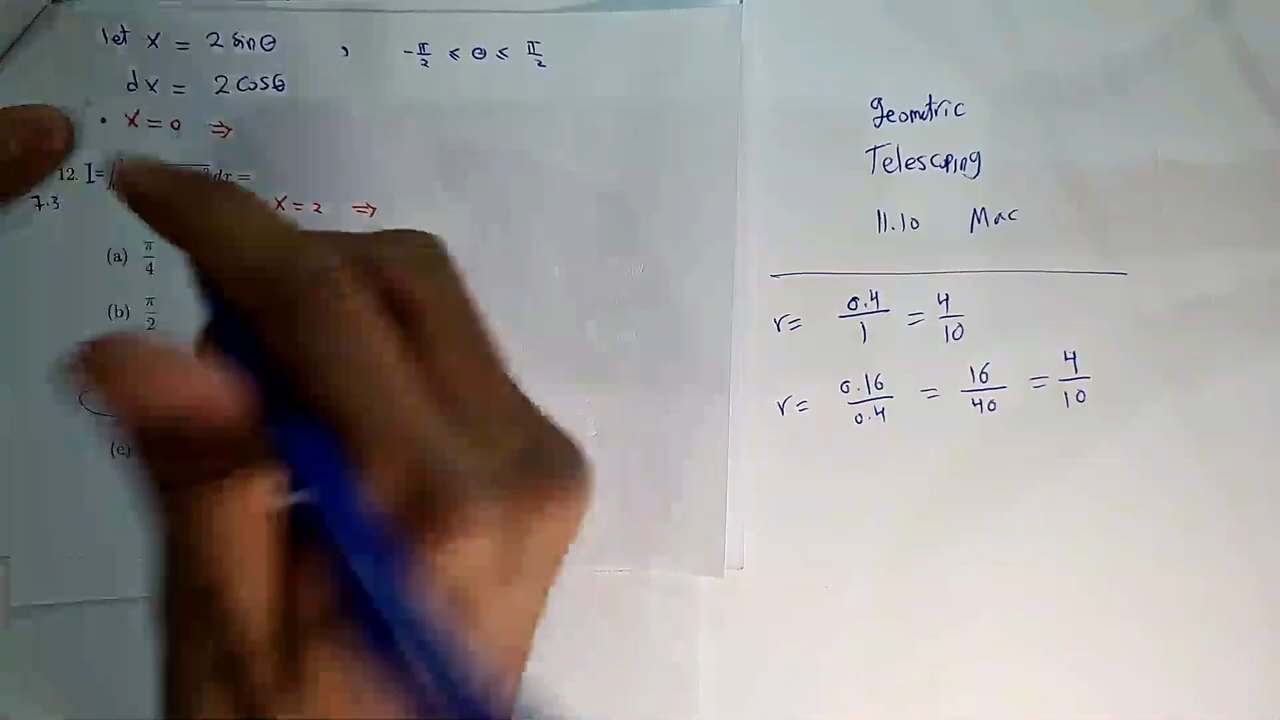 let x = 2 sinθ , -π/2 ≤ θ ≤ π/2
dx = 2 cosθ
• x = 0 ⇒
12. I = ∫ dx =
7.3
x = 2 ⇒
(a) π/4
(b) π/2
(e)
geometric
Telescoping
11.10 Mac
r = 0.4/1 = 4/10
r = 0.16/0.4 = 16/40 = 4/10